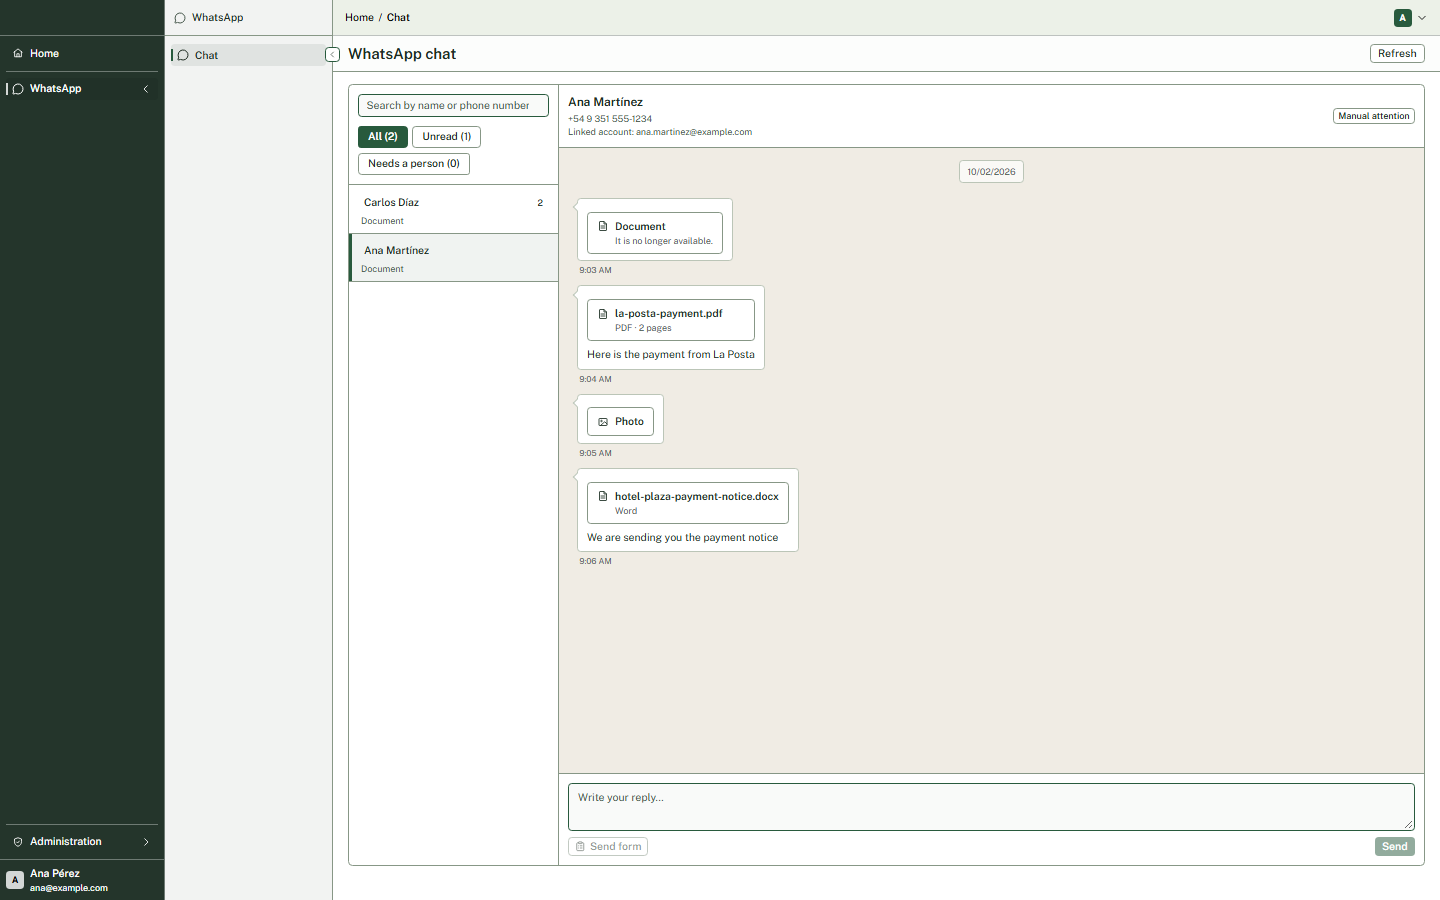 Home
WhatsApp
Administration
A
Ana Pérez
ana@example.com
WhatsApp
Chat
Home / Chat
A
WhatsApp chat
Refresh
Search by name or phone number
All (2)
Unread (1)
Needs a person (0)
Carlos Díaz
2
Document
Ana Martínez
Document
Ana Martínez
+54 9 351 555-1234
Linked account: ana.martinez@example.com
Manual attention
10/02/2026
Document
It is no longer available.
9:03 AM
la-posta-payment.pdf
PDF · 2 pages
Here is the payment from La Posta
9:04 AM
Photo
9:05 AM
hotel-plaza-payment-notice.docx
Word
We are sending you the payment notice
9:06 AM
Write your reply...
Send form
Send